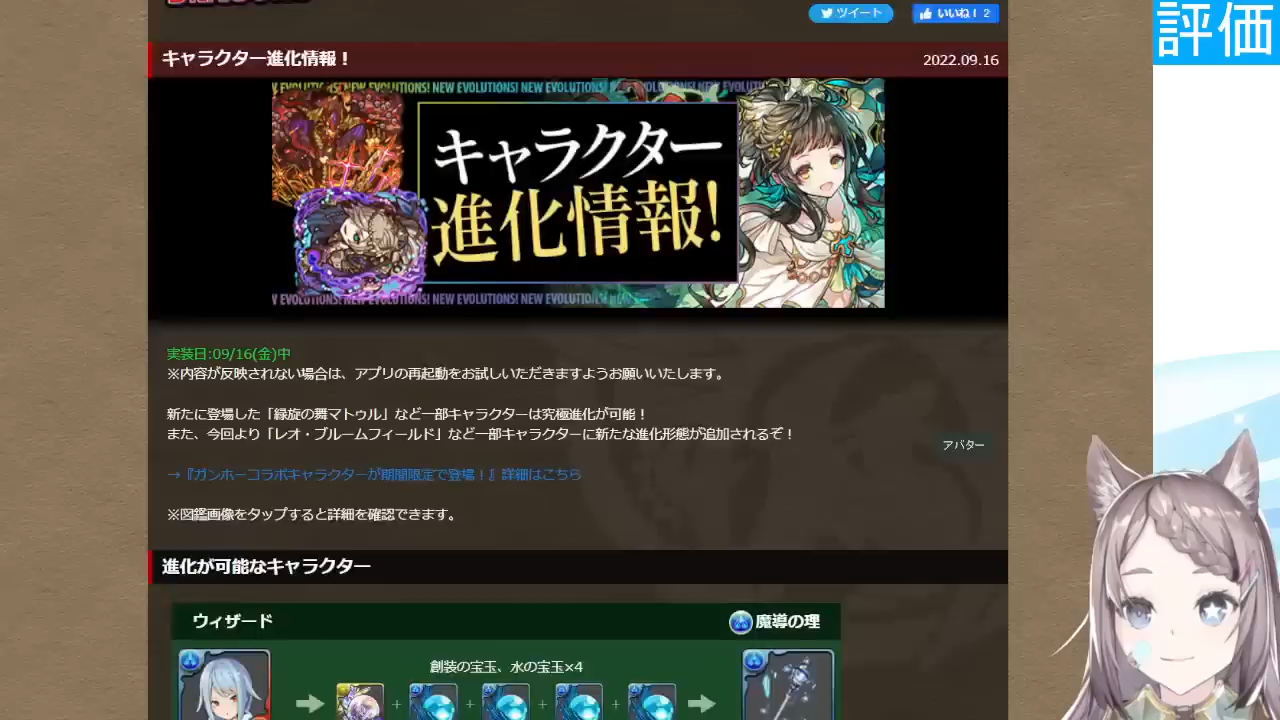 ツイート
いいね！ 2
評価
キャラクター進化情報！
2022.09.16
NEW EVOLUTIONS! NEW EVOLUTIONS! NEW EVOLUTIONS!
キャラクター
進化情報!
EVOLUTIONS! NEW EVOLUTIONS! NEW EVOLUTIONS! NEW EVOLUTIONS!
実装日:09/16(金)中
※内容が反映されない場合は、アプリの再起動をお試しいただきますようお願いいたします。
新たに登場した「緑旋の舞マトゥル」など一部キャラクターは究極進化が可能！
また、今回より「レオ・ブルームフィールド」など一部キャラクターに新たな進化形態が追加されるぞ！
アバター
→『ガンホーコラボキャラクターが期間限定で登場！』詳細はこちら
※図鑑画像をタップすると詳細を確認できます。
進化が可能なキャラクター
ウィザード
魔導の理
創装の宝玉、水の宝玉×4
+ + + +